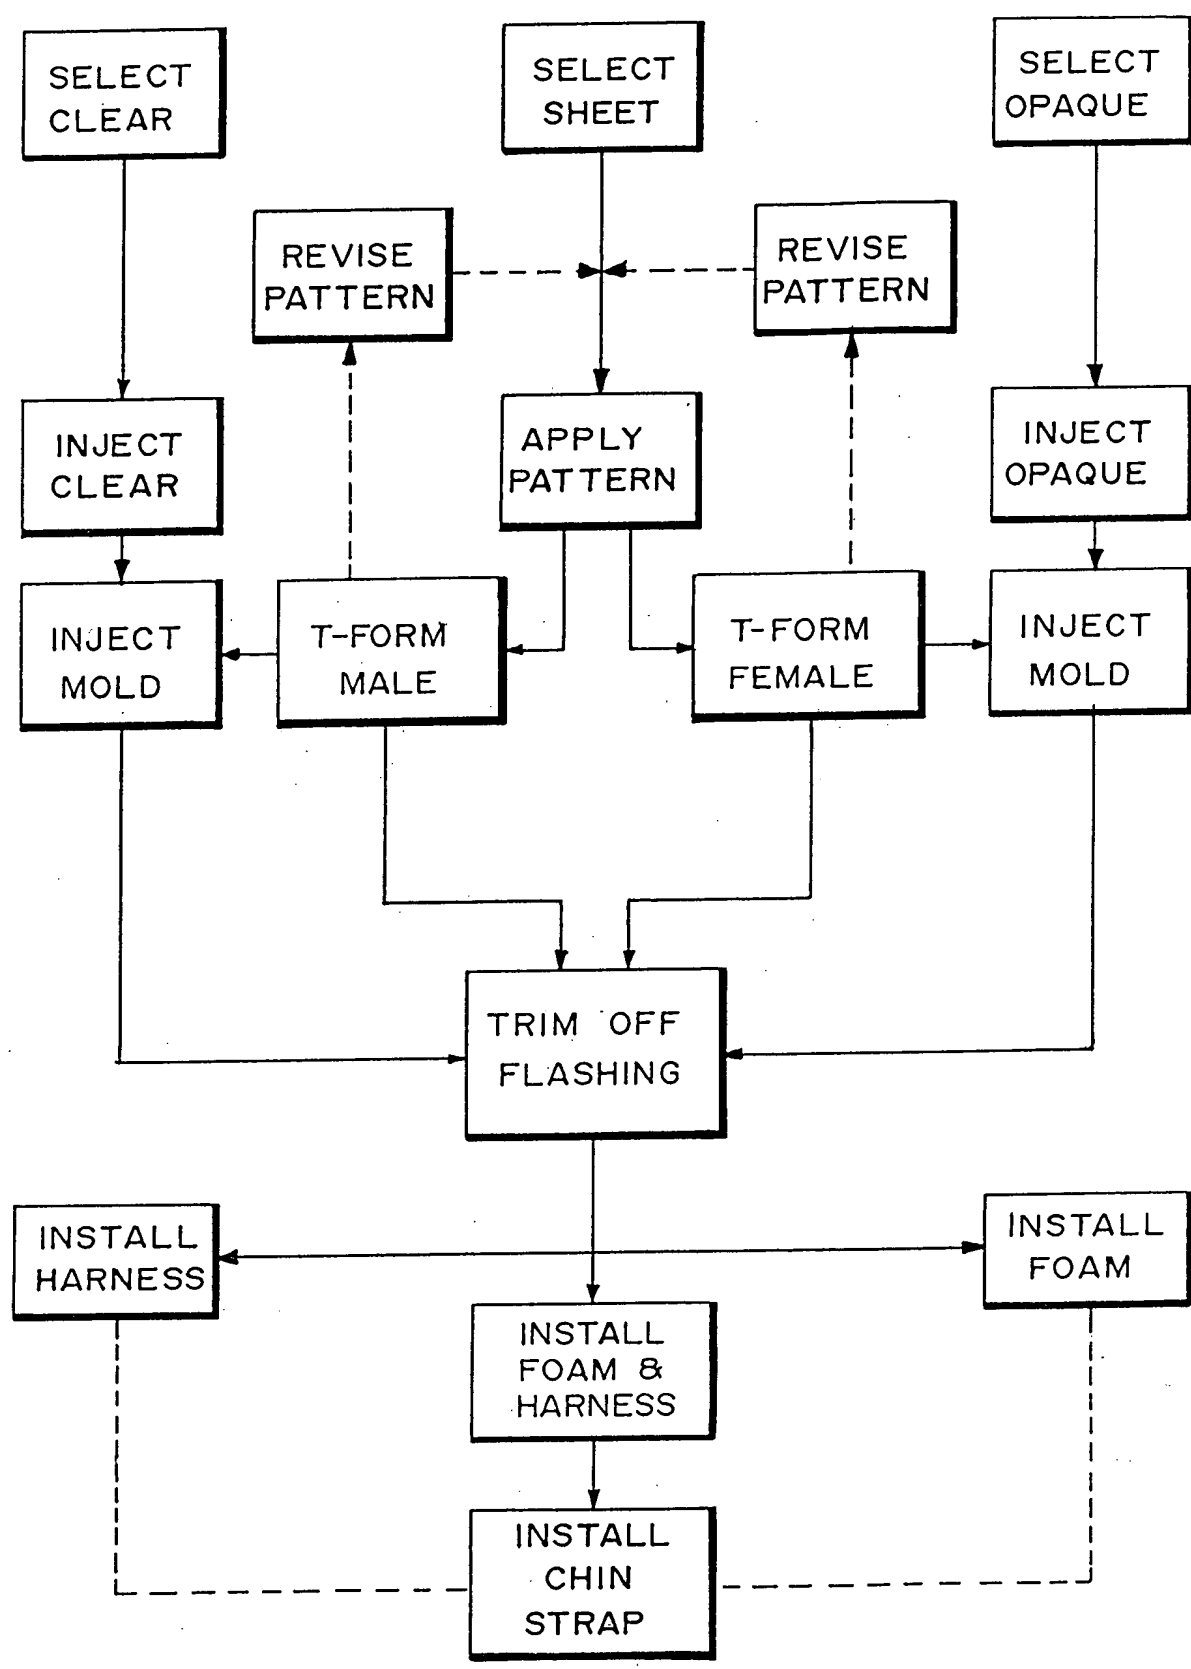 SELECT
CLEAR
SELECT
SHEET
SELECT
OPAQUE
REVISE
PATTERN
REVISE
PATTERN
INJECT
CLEAR
APPLY
PATTERN
INJECT
OPAQUE
INJECT
MOLD
T-FORM
MALE
T-FORM
FEMALE
INJECT
MOLD
TRIM OFF
FLASHING
INSTALL
HARNESS
INSTALL
FOAM
INSTALL
FOAM &
HARNESS
INSTALL
CHIN
STRAP